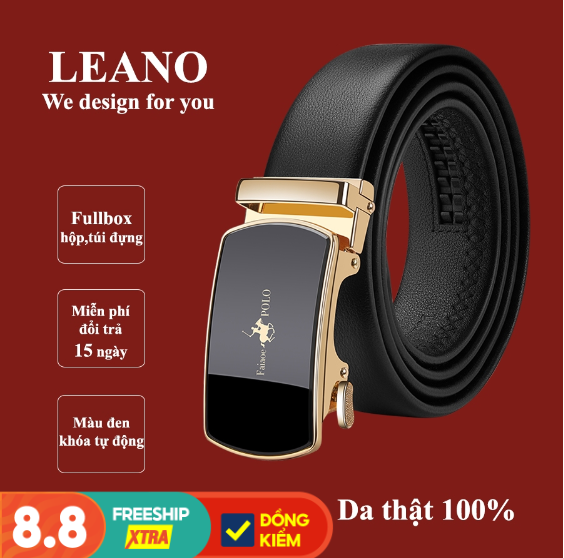 LEANO
We design for you
Fullbox
hộp,túi đựng
Miễn phí
đổi trả
15 ngày
Màu đen
khóa tự động
Faiaoe POLO
Da thật 100%
8.8
FREESHIP
XTRA
ĐỒNG
KIỂM